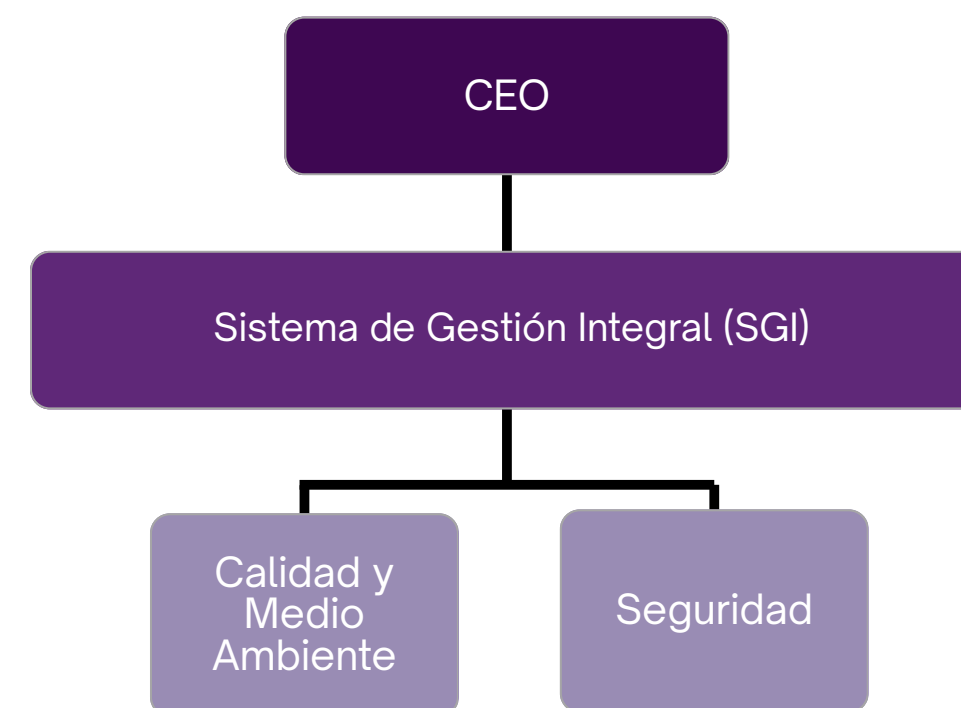 CEO
Sistema de Gestión Integral (SGI)
Calidad y
Medio
Ambiente
Seguridad